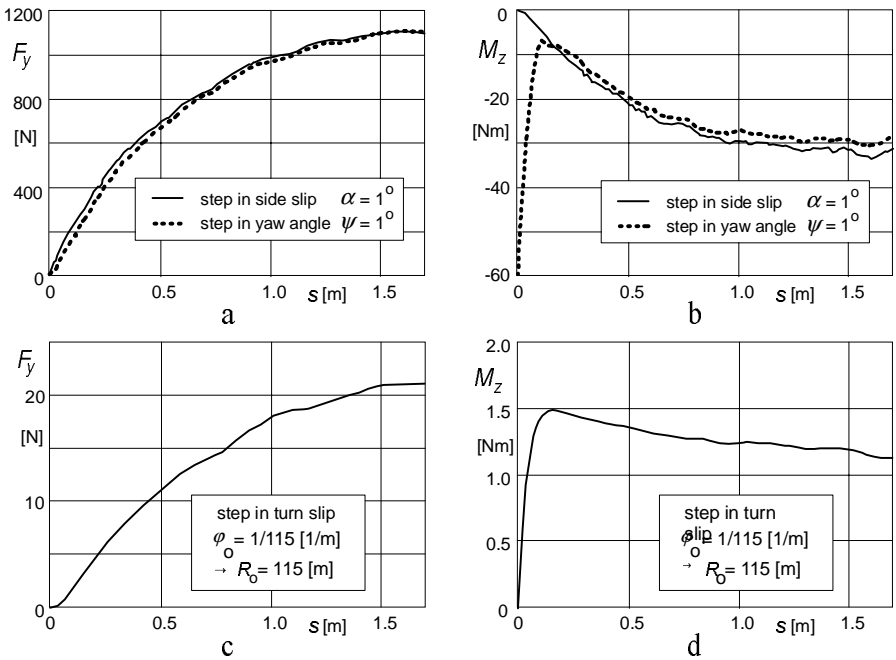 1200
F_y
800
[N]
400
0
step in side slip α = 1°
step in yaw angle ψ = 1°
0 0.5 1.0 s [m] 1.5
a
0
M_z
-20
[Nm]
-40
-60
step in side slip α = 1°
step in yaw angle ψ = 1°
0 0.5 1.0 s [m] 1.5
b
F_y
20
[N]
10
0
step in turn slip
φ_o = 1/115 [1/m]
→ R_o = 115 [m]
0 0.5 1.0 s [m] 1.5
c
2.0
M_z
1.5
[Nm]
1.0
0.5
0
step in turn
slip
φ_o = 1/115 [1/m]
→ R_o = 115 [m]
0 0.5 1.0 s [m] 1.5
d